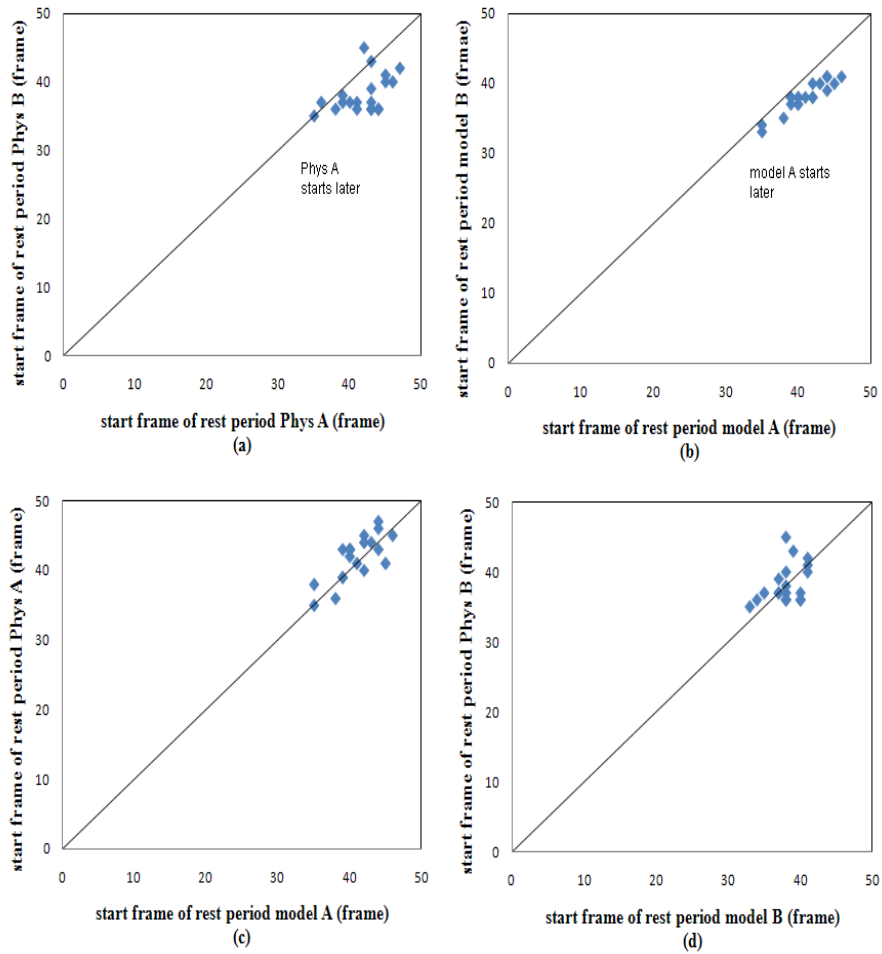 start frame of rest period Phys B (frame)
50
40
30
20
10
0
Phys A
starts later
0 10 20 30 40 50
start frame of rest period Phys A (frame)
(a)
start frame of rest period model B (frmae)
50
40
30
20
10
0
model A starts
later
0 10 20 30 40 50
start frame of rest period model A (frame)
(b)
start frame of rest period Phys A (frame)
50
40
30
20
10
0
0 10 20 30 40 50
start frame of rest period model A (frame)
(c)
start frame of rest period Phys B (frame)
50
40
30
20
10
0
0 10 20 30 40 50
start frame of rest period model B (frame)
(d)